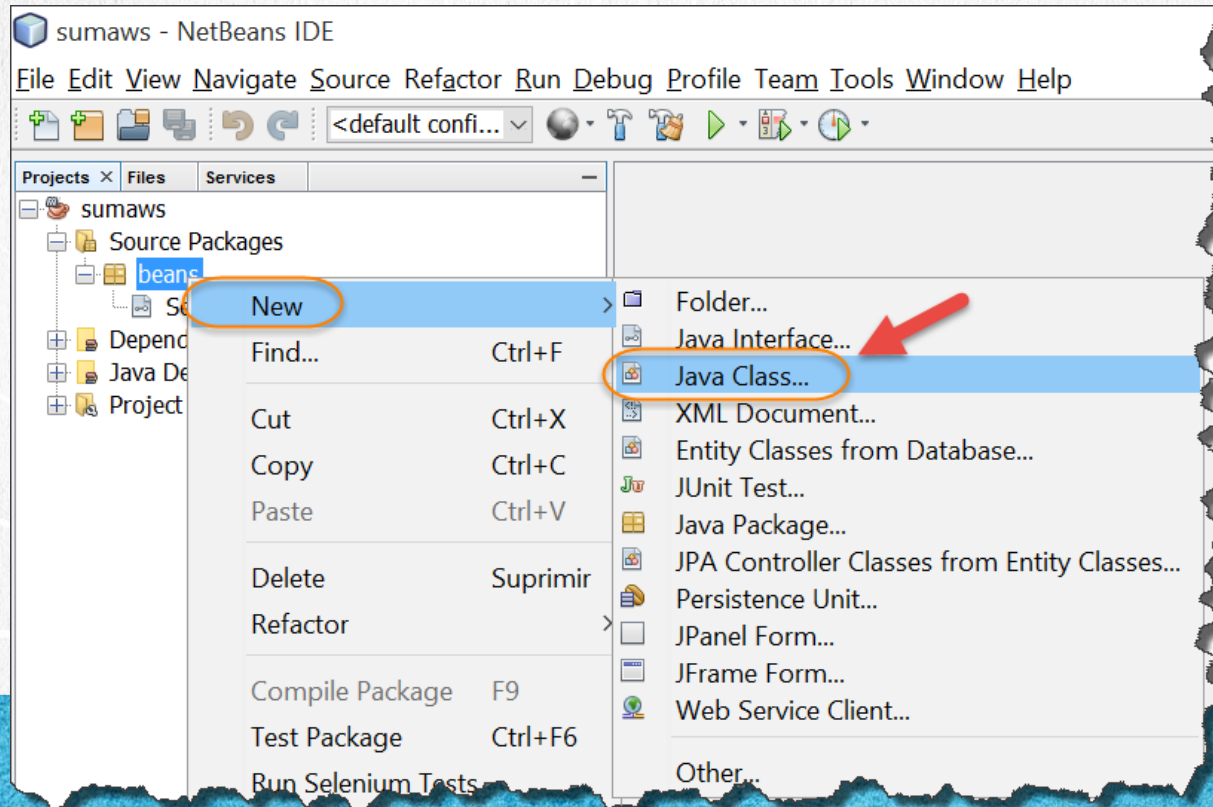 sumaws - NetBeans IDE
File Edit View Navigate Source Refactor Run Debug Profile Team Tools Window Help
<default confi...
Projects Files Services
sumaws
Source Packages
beans
New
Find... Ctrl+F
Cut Ctrl+X
Copy Ctrl+C
Paste Ctrl+V
Delete Suprimir
Refactor
Compile Package F9
Test Package Ctrl+F6
Run Selenium Tests
Depend
Java De
Project
Folder...
Java Interface...
Java Class...
XML Document...
Entity Classes from Database...
JUnit Test...
Java Package...
JPA Controller Classes from Entity Classes...
Persistence Unit...
JPanel Form...
JFrame Form...
Web Service Client...
Other...